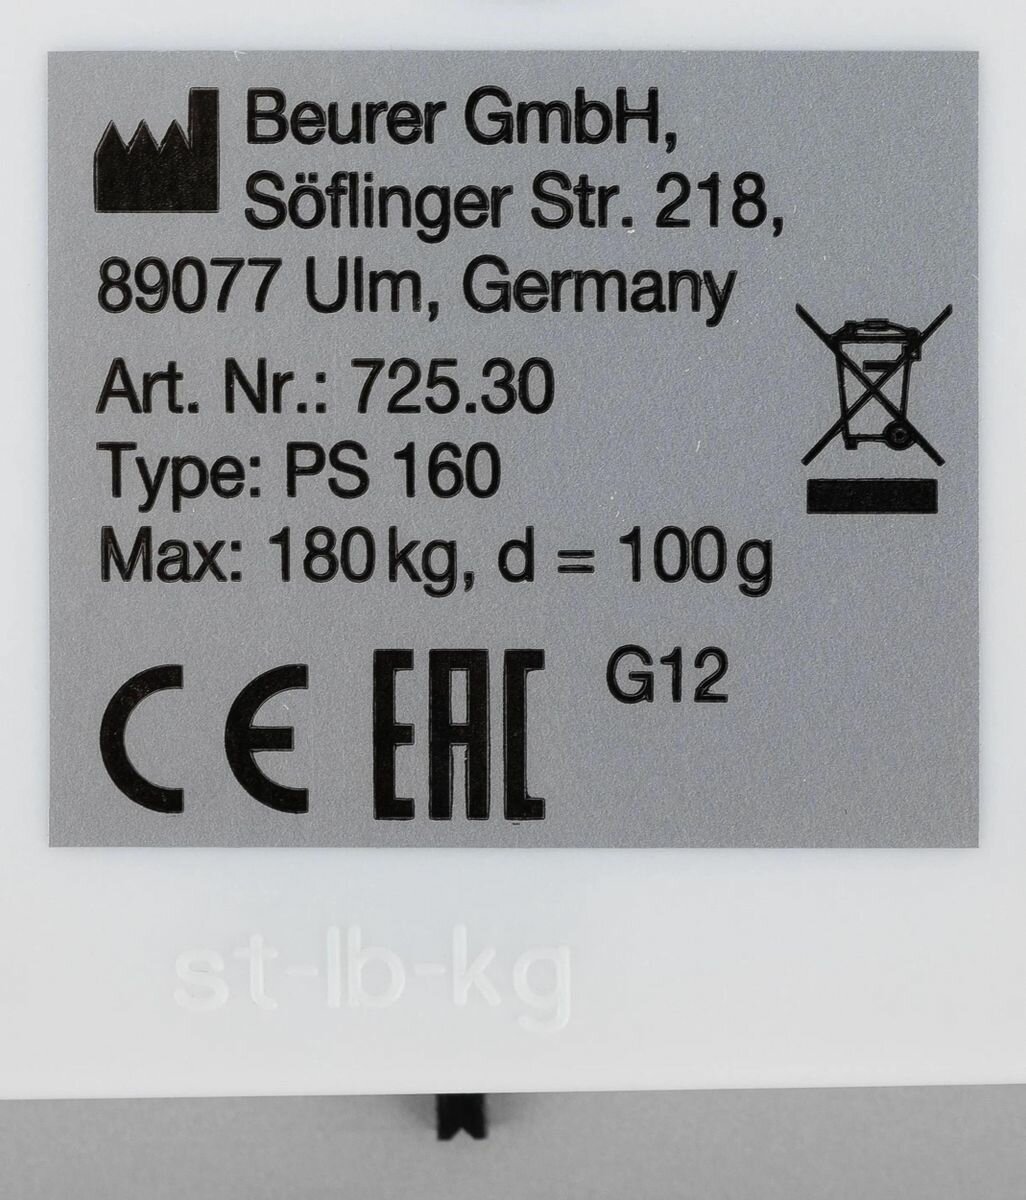 Beurer GmbH,
Söflinger Str. 218,
89077 Ulm, Germany
Art. Nr.: 725.30
Type: PS 160
Max: 180 kg, d = 100 g
CE EAC G12
st-lb-kg